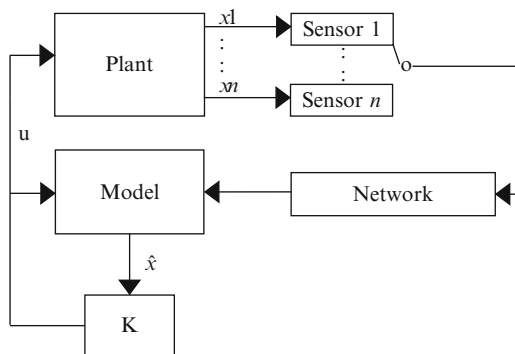 x1
Sensor 1
Plant
xn
Sensor n
u
Model
Network
x̂
K